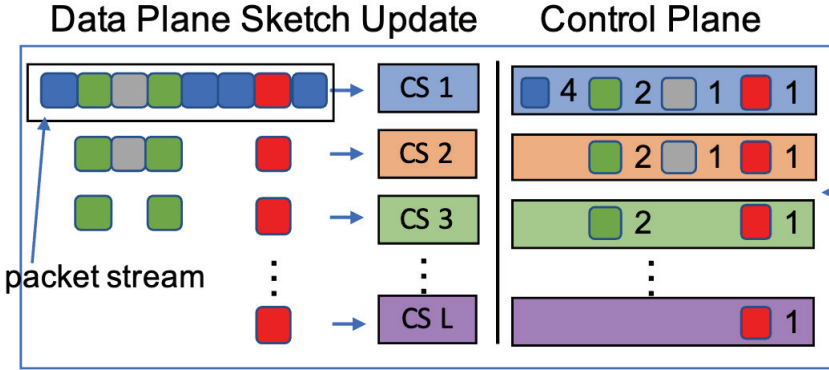 Data Plane Sketch Update Control Plane
CS 1 4 2 1 1
CS 2 2 1 1
CS 3 2 1
packet stream
CS L 1